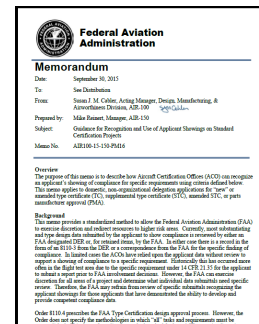 Federal Aviation
Administration
Memorandum
Date: September 30, 2015
To: See Distribution
From: Susan J. M. Cabler, Acting Manager, Design, Manufacturing, &
Airworthiness Division, AIR-100
Prepared by: Mike Reinert, Manager, AIR-150
Subject: Guidance for Recognition and Use of Applicant Showings on Standard
Certification Projects
Memo No. AIR100-15-150-PM16
Overview
The purpose of this memo is to describe how Aircraft Certification Offices (ACO) can recognize
an applicant's showing of compliance for specific requirements using criteria defined below.
This memo applies to domestic, non-organizational delegation applications for "new" or
amended type certificate (TC), supplemental type certificate (STC), amended STC, or parts
manufacturer approval (PMA).
Background
This memo provides a standardized method to allow the Federal Aviation Administration (FAA)
to exercise discretion and redirect resources to higher risk areas. Currently, most substantiating
and type design data submitted by the applicant to show compliance is reviewed by either an
FAA designated DER or, for retained items, by the FAA. In either case there is a record in the
form of an 8110-3 from the DER or a correspondence from the FAA for the specific finding of
compliance. In limited cases the ACOs have relied upon the applicant data without review to
support a showing of compliance to a specific requirement. Historically this has occurred more
often in the flight test area due to the specific requirement under 14 CFR 21.35 for the applicant
to submit a report prior to FAA involvement decisions. However, the FAA can exercise
discretion for all areas of a project and determine what individual data submittals need specific
review. Therefore, the FAA may refrain from review of specific submittals recognizing the
applicant showings for those applicants that have demonstrated the ability to develop and
provide competent compliance data.
Order 8110.4 prescribes the FAA Type Certification design approval process. However, the
Order does not specify the methodologies in which "all" tasks and requirements must be